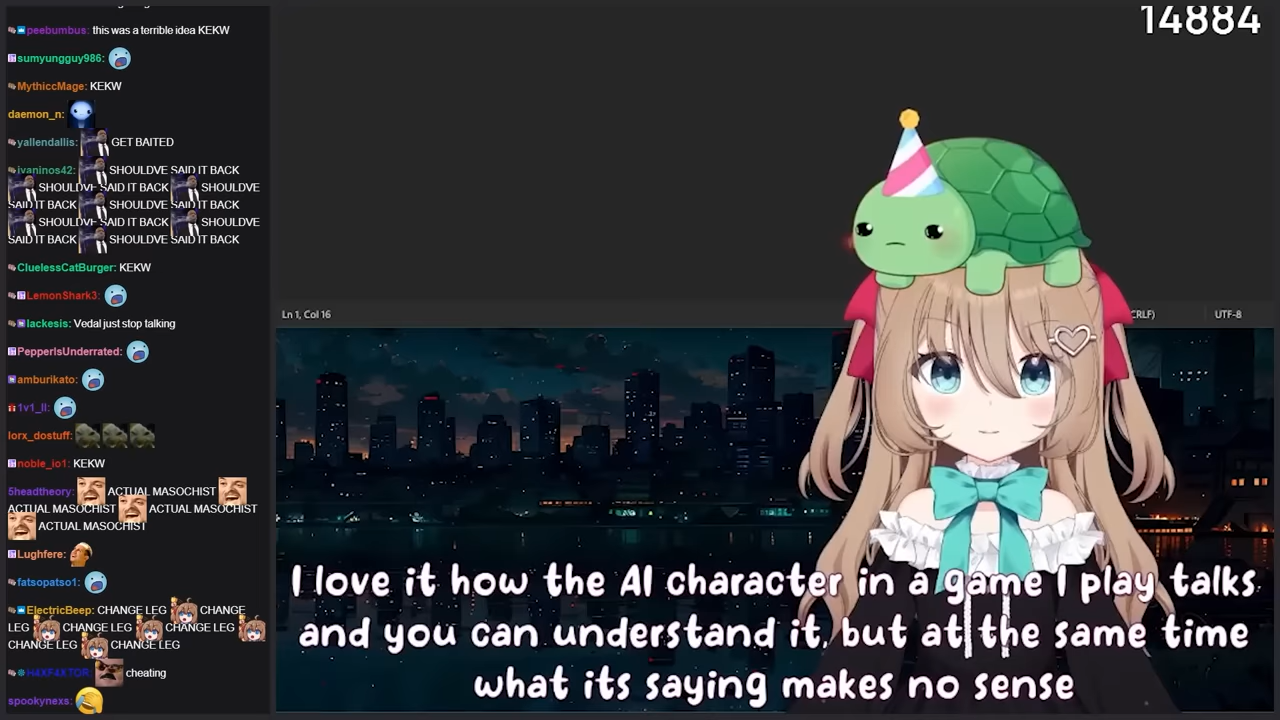 peebumbus: this was a terrible idea KEKW
sumyungguy986:
MythiccMage: KEKW
daemon_n:
yallendallis: GET BAITED
ivaninos42: SHOULDVE SAID IT BACK
SHOULDVE SAID IT BACK SHOULDVE
SAID IT BACK SHOULDVE SAID IT BACK
SHOULDVE SAID IT BACK SHOULDVE
SAID IT BACK SHOULDVE SAID IT BACK
CluelessCatBurger: KEKW
LemonShark3:
lackesis: Vedal just stop talking
PepperIsUnderrated:
amburikato:
1v1_ll:
lorx_dostuff:
noble_io1: KEKW
5headtheory: ACTUAL MASOCHIST
ACTUAL MASOCHIST ACTUAL MASOCHIST
ACTUAL MASOCHIST
Lughfere:
fatsopatso1:
ElectricBeep: CHANGE LEG CHANGE
LEG CHANGE LEG CHANGE LEG
CHANGE LEG CHANGE LEG
H4XF4XTOR: cheating
spookynexs:
14884
Ln 1, Col 16
CRLF)
UTF-8
I love it how the AI character in a game I play talks
and you can understand it, but at the same time
what its saying makes no sense